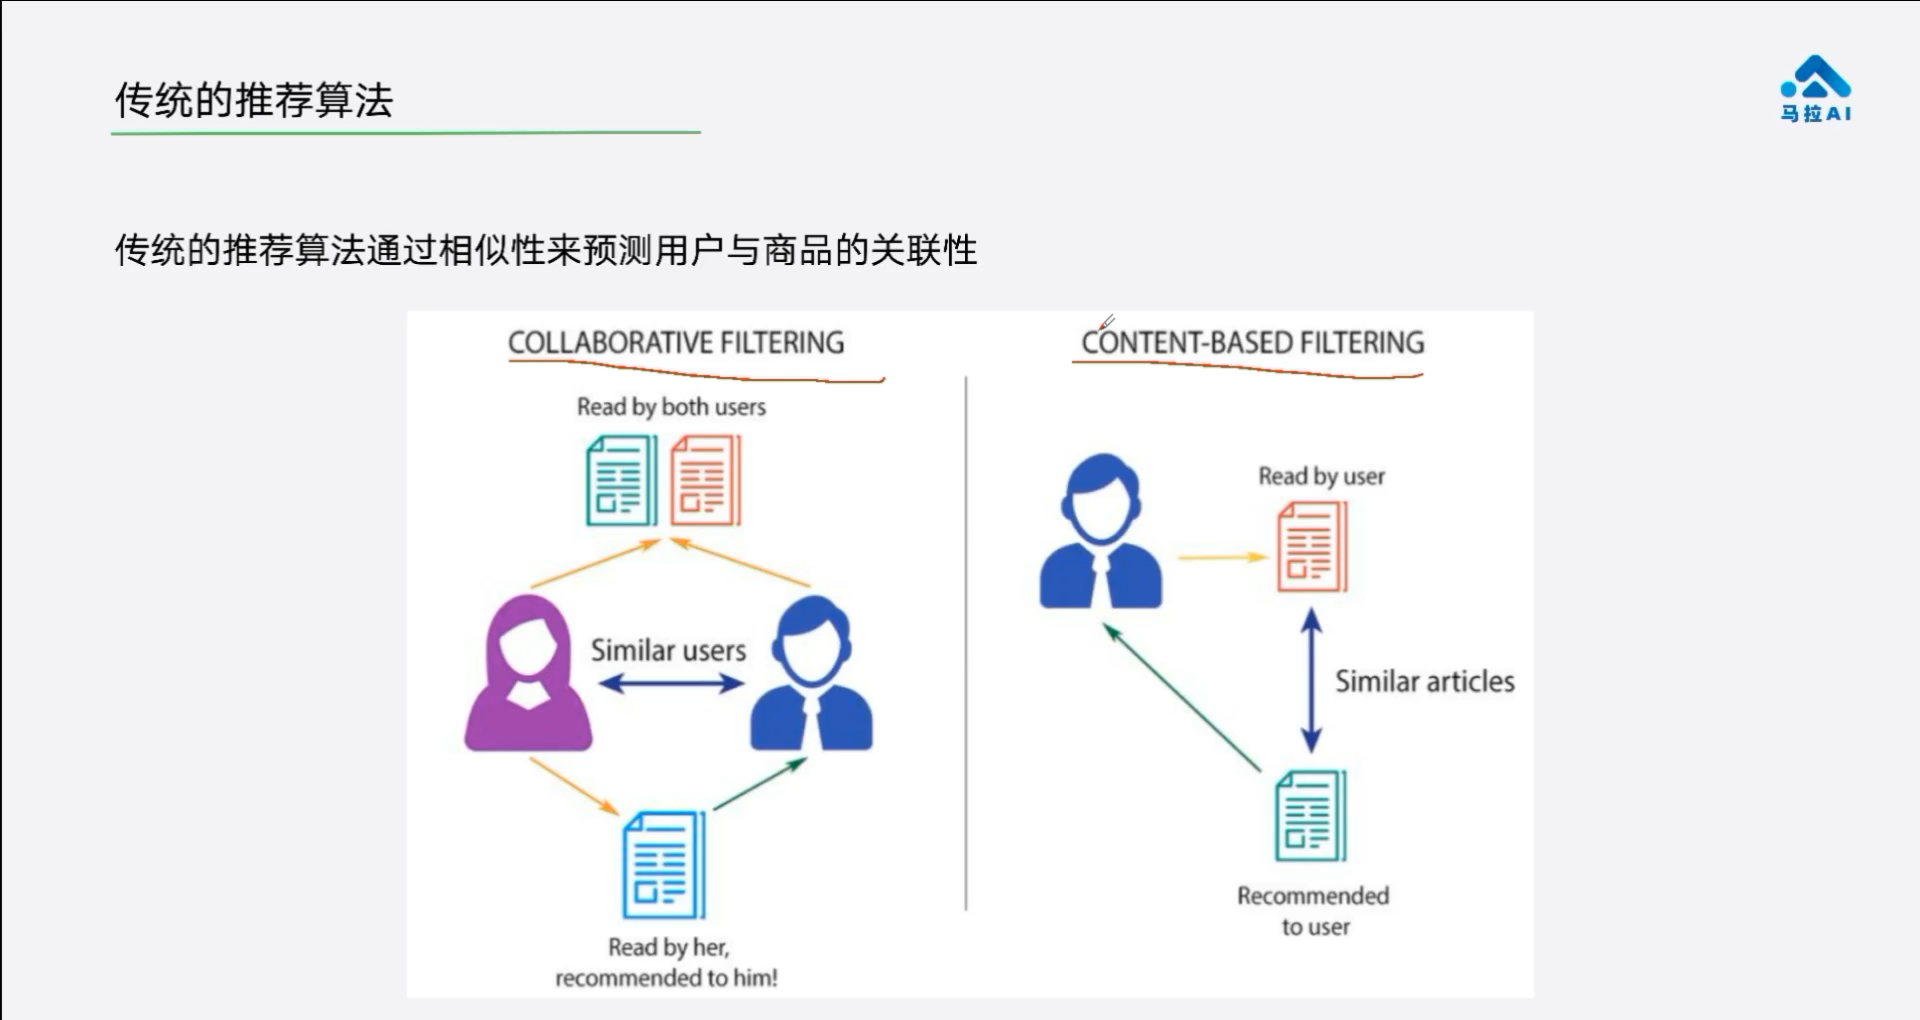 传统的推荐算法
马拉AI
传统的推荐算法通过相似性来预测用户与商品的关联性
COLLABORATIVE FILTERING
Read by both users
Similar users
Read by her,
recommended to him!
CONTENT-BASED FILTERING
Read by user
Similar articles
Recommended
to user